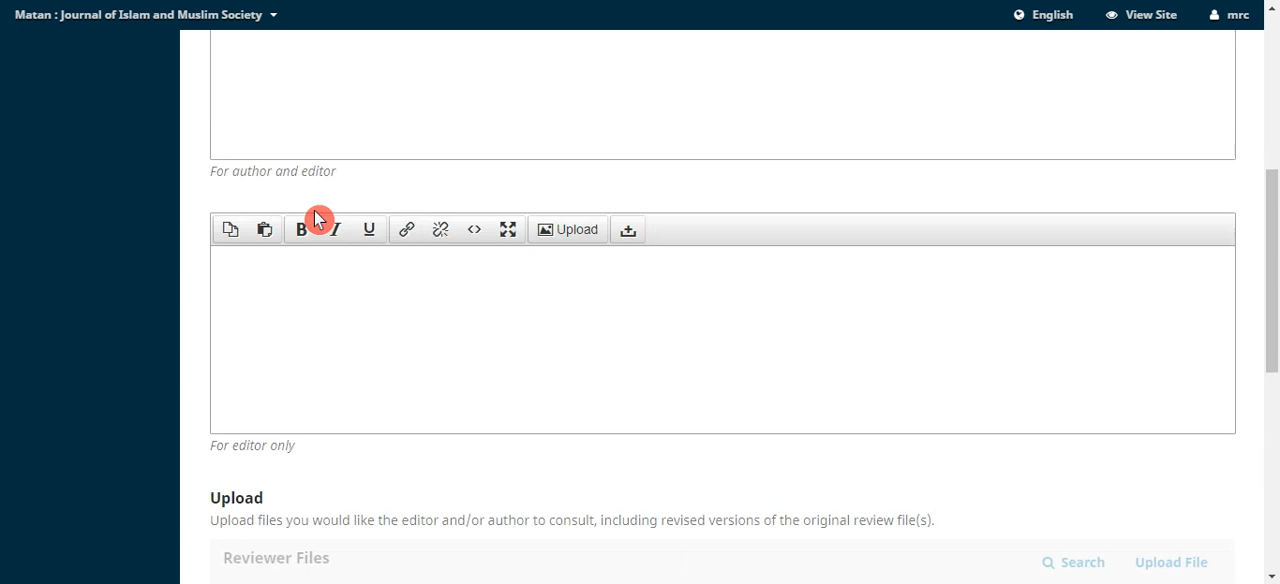 Matan : Journal of Islam and Muslim Society English View Site mrc
For author and editor
B I U <> Upload
For editor only
Upload
Upload files you would like the editor and/or author to consult, including revised versions of the original review file(s).
Reviewer Files Search Upload File